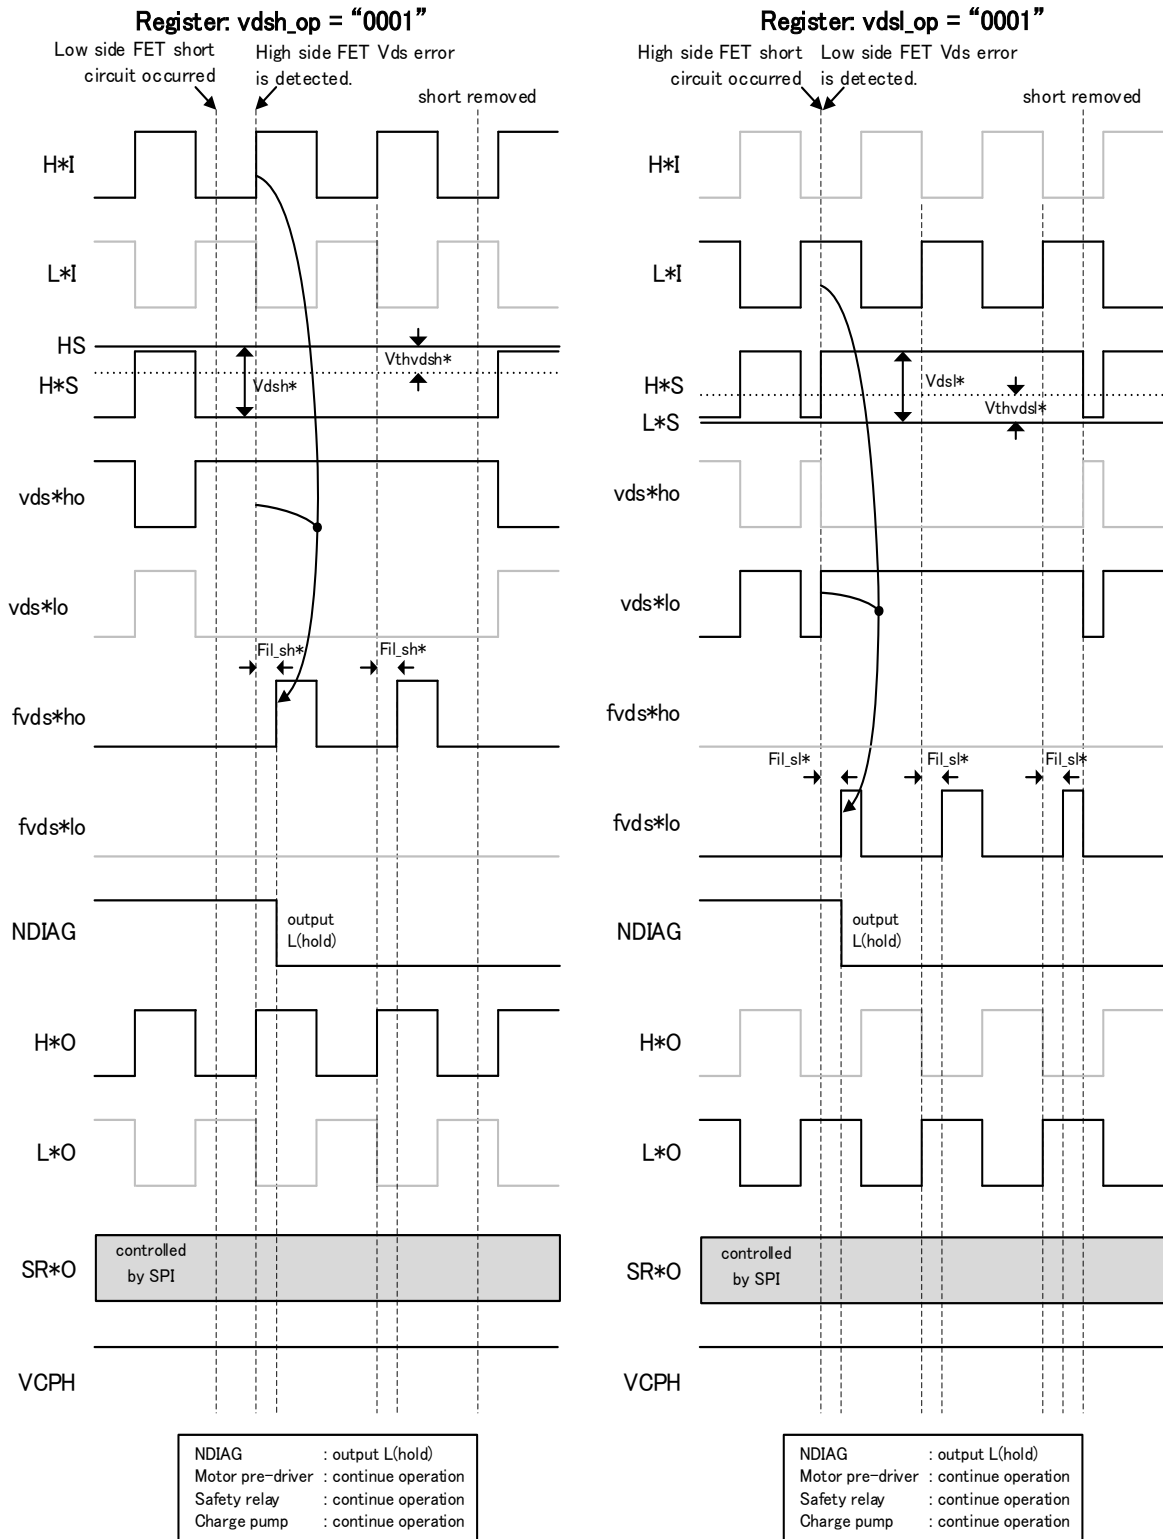 Register: vdsh_op = “0001”
Low side FET short
circuit occurred
High side FET Vds error
is detected.
short removed
H*I
L*I
HS
Vthvdsh*
Vdsh*
H*S
vds*ho
vds*lo
Fil_sh*
Fil_sh*
fvds*ho
fvds*lo
NDIAG
output
L(hold)
H*O
L*O
SR*O
controlled
by SPI
VCPH
NDIAG : output L(hold)
Motor pre-driver : continue operation
Safety relay : continue operation
Charge pump : continue operation
Register: vdsl_op = “0001”
High side FET short
circuit occurred
Low side FET Vds error
is detected.
short removed
H*I
L*I
H*S
Vdsl*
Vthvdsl*
L*S
vds*ho
vds*lo
fvds*ho
Fil_sl*
Fil_sl*
Fil_sl*
fvds*lo
NDIAG
output
L(hold)
H*O
L*O
SR*O
controlled
by SPI
VCPH
NDIAG : output L(hold)
Motor pre-driver : continue operation
Safety relay : continue operation
Charge pump : continue operation